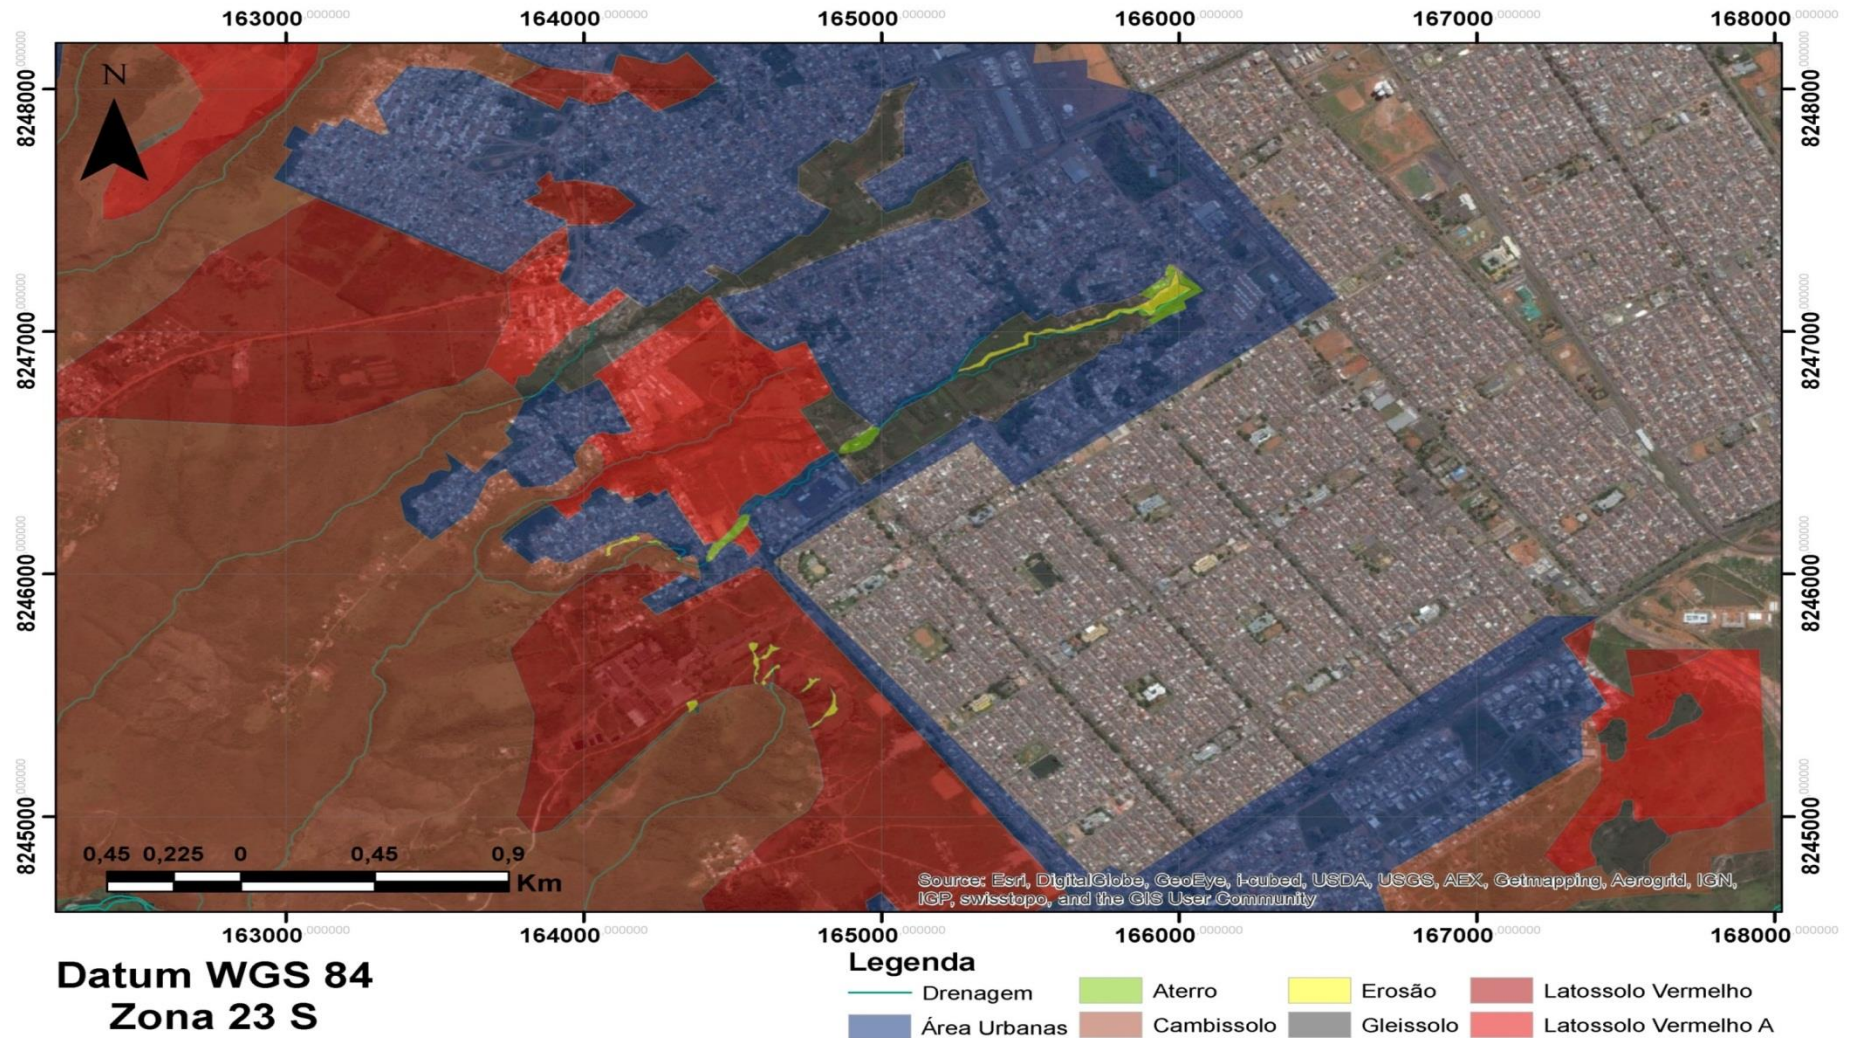 163000,000000 164000,000000 165000,000000 166000,000000 167000,000000 168000,000000
N
8248000,000000
8247000,000000
8246000,000000
8245000,000000
8248000,000000
8247000,000000
8246000,000000
8245000,000000
0,45 0,225 0 0,45 0,9
Km
Source: Esri, DigitalGlobe, GeoEye, i-cubed, USDA, USGS, AEX, Getmapping, Aerogrid, IGN,
IGP, swisstopo, and the GIS User Community
163000,000000 164000,000000 165000,000000 166000,000000 167000,000000 168000,000000
Datum WGS 84
Zona 23 S
Legenda
Drenagem Aterro Erosão Latossolo Vermelho
Área Urbanas Cambissolo Gleissolo Latossolo Vermelho A